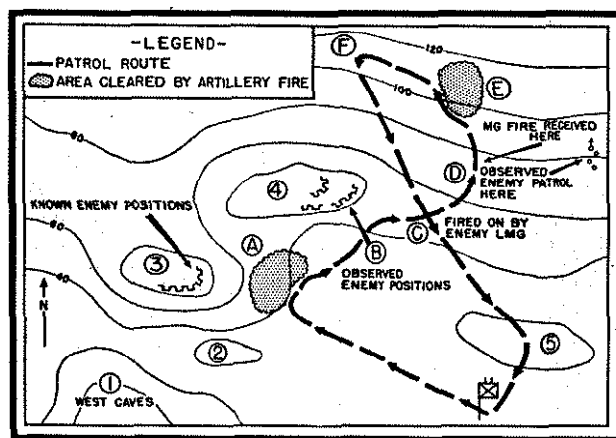 -LEGEND-
PATROL ROUTE
AREA CLEARED BY ARTILLERY FIRE
F
120
100
E
MG FIRE RECEIVED
HERE
80
D
OBSERVED
ENEMY PATROL
HERE
4
KNOWN ENEMY POSITIONS
A
C
FIRED ON BY
ENEMY LMG
B
OBSERVED
ENEMY POSITIONS
3
60
N
2
5
1
WEST CAVES